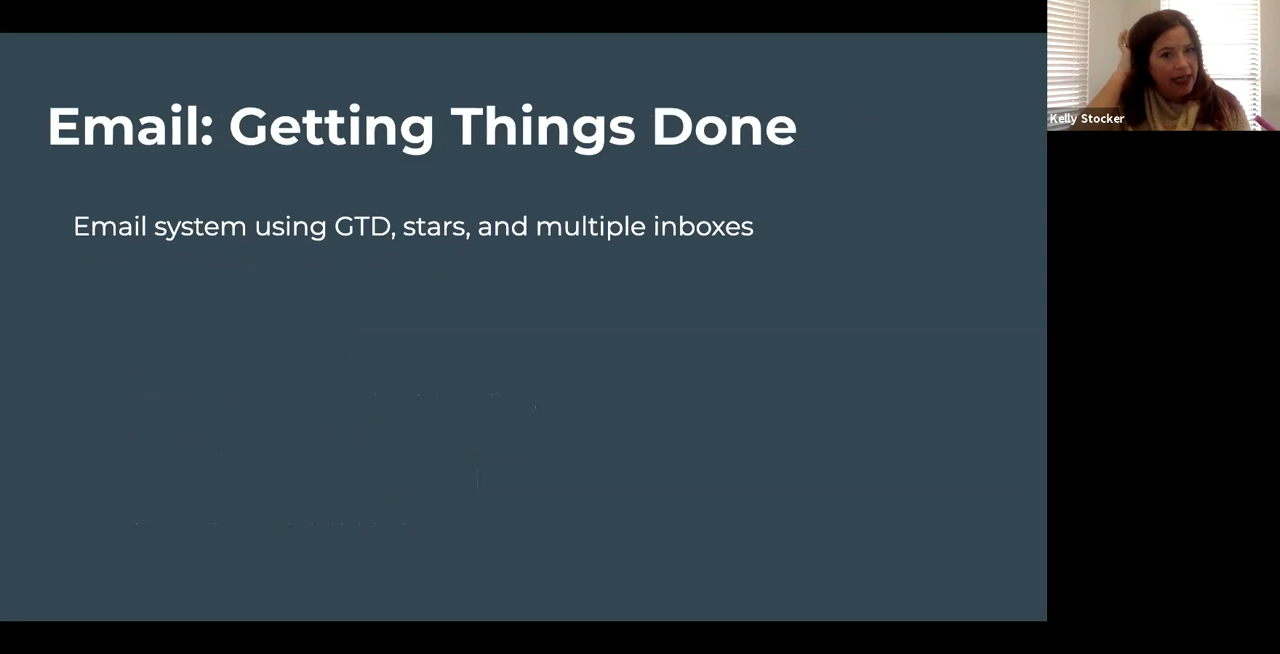 Email: Getting Things Done
Email system using GTD, stars, and multiple inboxes
Kelly Stocker